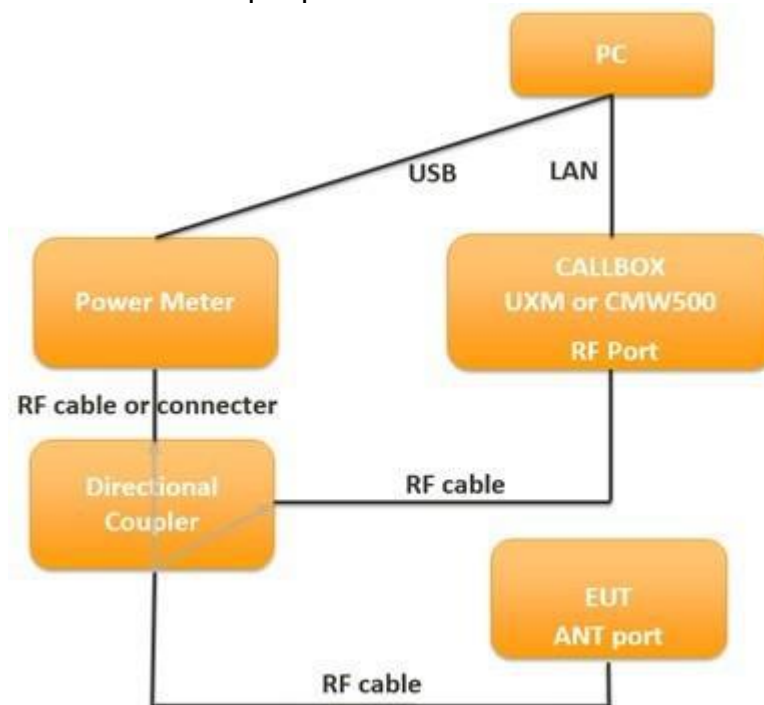 PC
USB
LAN
Power Meter
CALLBOX
UXM or CMW500
RF Port
RF cable or connecter
Directional
Coupler
RF cable
EUT
ANT port
RF cable